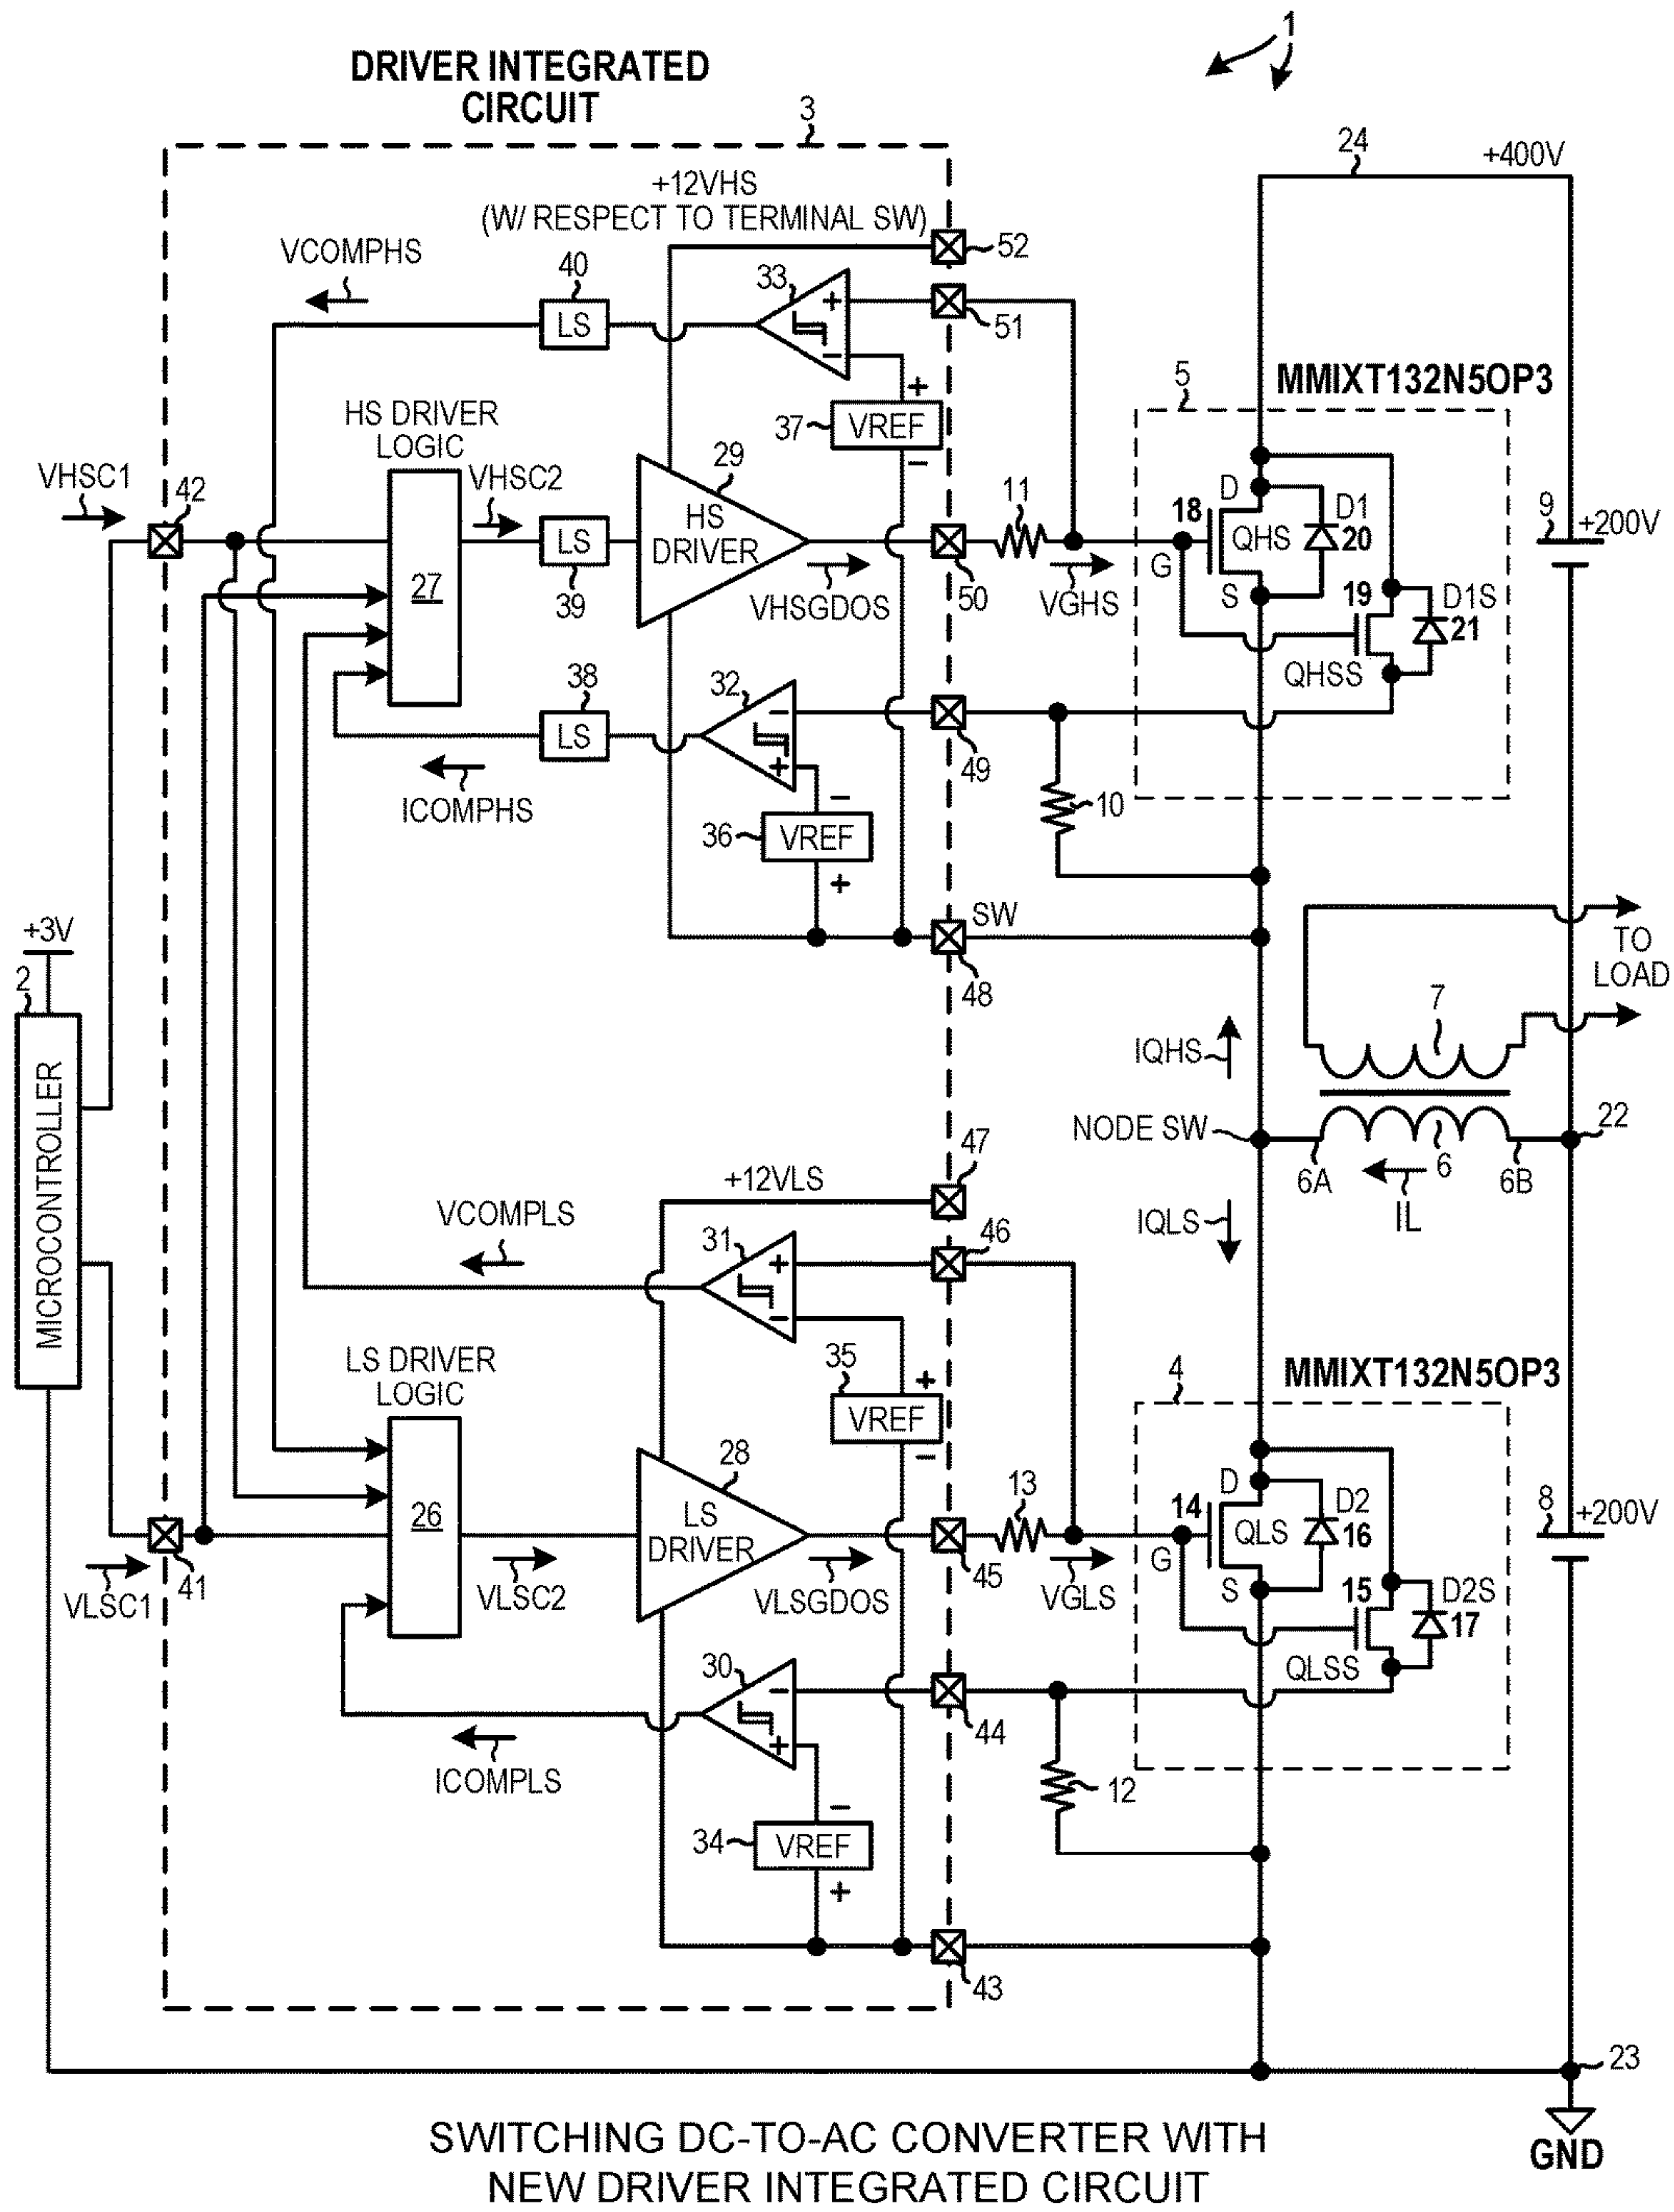 1
DRIVER INTEGRATED
CIRCUIT
3
24
+400V
+12VHS
(W/ RESPECT TO TERMINAL SW)
52
VCOMPHS
40
LS
33
+
−
51
5
MMIXT132N5OP3
HS DRIVER
LOGIC
37
VREF
+
−
VHSC1
42
VHSC2
29
HS
DRIVER
11
18
D
QHS
D1
20
9
+200V
27
LS
39
VHSGDOS
50
VGHS
G
S
19
D1S
21
QHSS
38
LS
32
−
+
49
ICOMPHS
36
VREF
−
+
10
SW
48
+3V
2
MICROCONTROLLER
TO
LOAD
7
IQHS
NODE SW
22
6A
6
6B
IL
IQLS
47
+12VLS
VCOMPLS
31
+
−
46
LS DRIVER
LOGIC
35
VREF
+
−
4
MMIXT132N5OP3
26
28
LS
DRIVER
13
14
D
QLS
D2
16
8
+200V
VLSC1
41
VLSC2
VLSGDOS
45
VGLS
G
S
15
D2S
17
QLSS
30
−
+
44
ICOMPLS
34
VREF
−
+
12
43
23
GND
SWITCHING DC-TO-AC CONVERTER WITH
NEW DRIVER INTEGRATED CIRCUIT